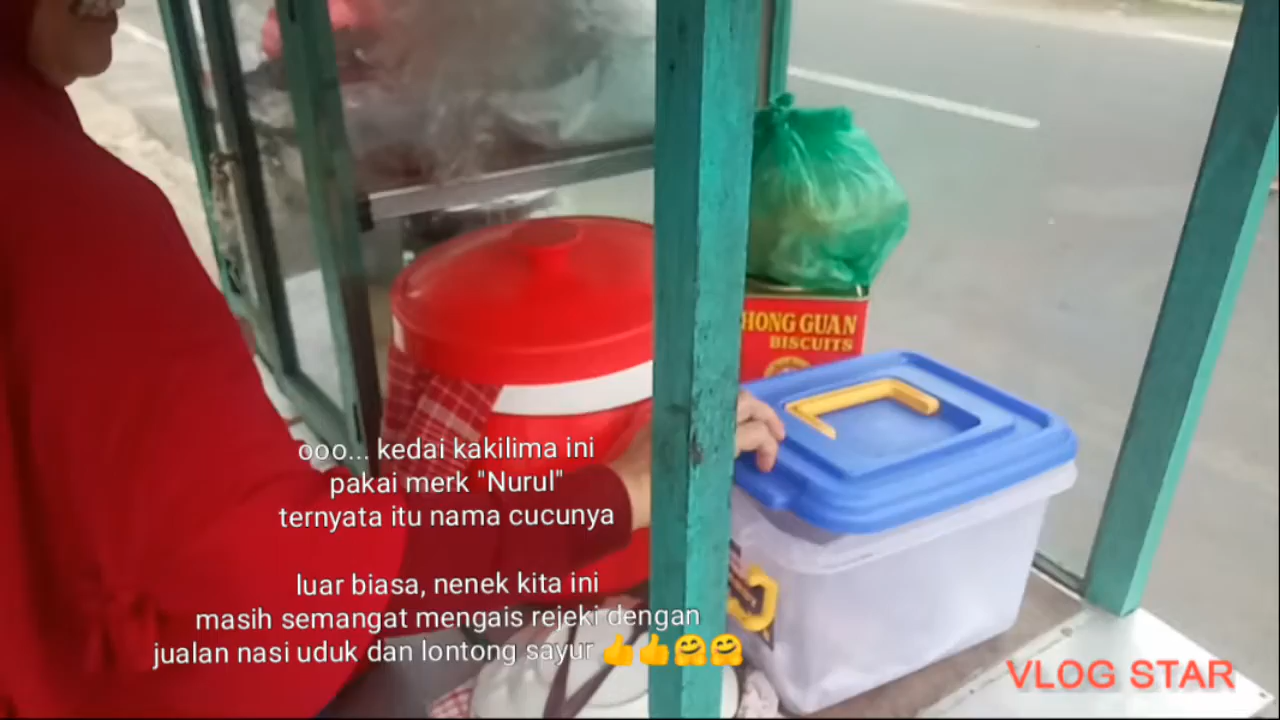 HONG GUAN
BISCUITS
ooo... kedai kakilima ini
pakai merk "Nurul"
ternyata itu nama cucunya
luar biasa, nenek kita ini
masih semangat mengais rejeki dengan
jualan nasi uduk dan lontong sayur 👍👍🤗🤗
VLOG STAR